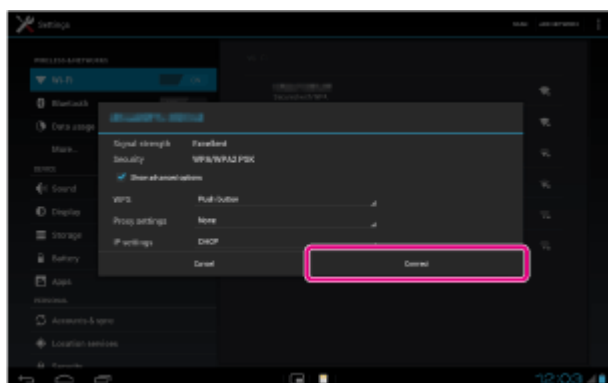 Settings
WIRELESS & NETWORKS
Wi-Fi
Bluetooth
Data usage
More...
Signal strength Excellent
Security WPA/WPA2 PSK
Show advanced options
WPS Push button
Proxy settings None
IP settings DHCP
Cancel Connect
DEVICE
Sound
Display
Storage
Battery
Apps
PERSONAL
Accounts & sync
Location services
Security
12:03